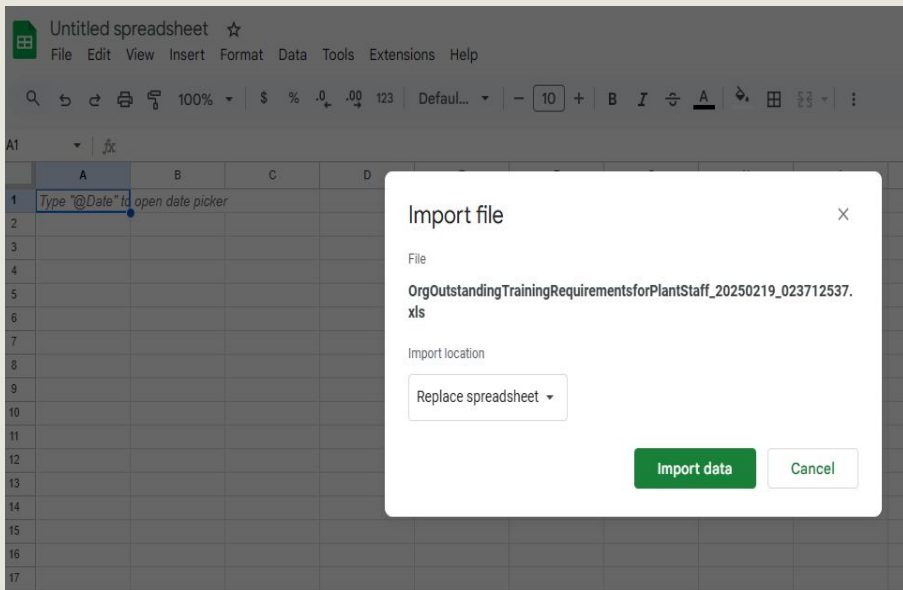 Untitled spreadsheet
File Edit View Insert Format Data Tools Extensions Help
100% $ % .0 .00 123 Defaul... − 10 + B I A
A1 fx
A B C D
1 Type "@Date" to open date picker
2
3
4
5
6
7
8
9
10
11
12
13
14
15
16
17
Import file
File
OrgOutstandingTrainingRequirementsforPlantStaff_20250219_023712537.
xls
Import location
Replace spreadsheet
Import data Cancel